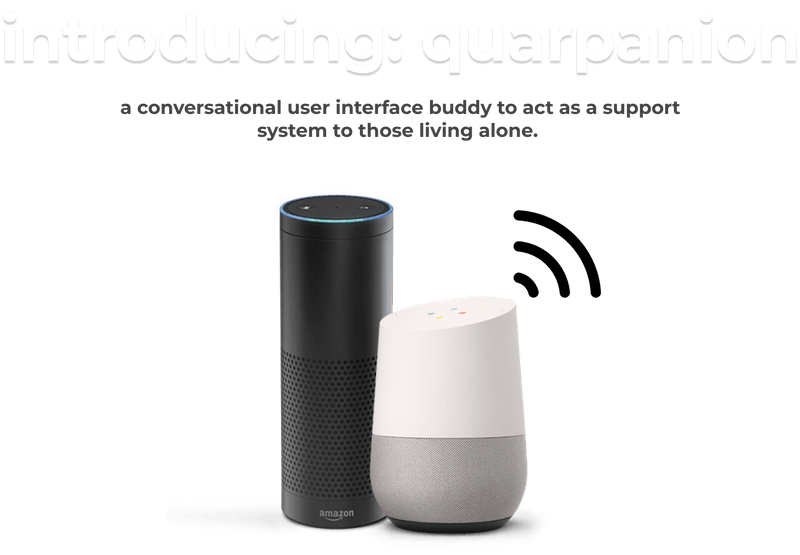 introducing: quarpanion
a conversational user interface buddy to act as a support
system to those living alone.
amazon